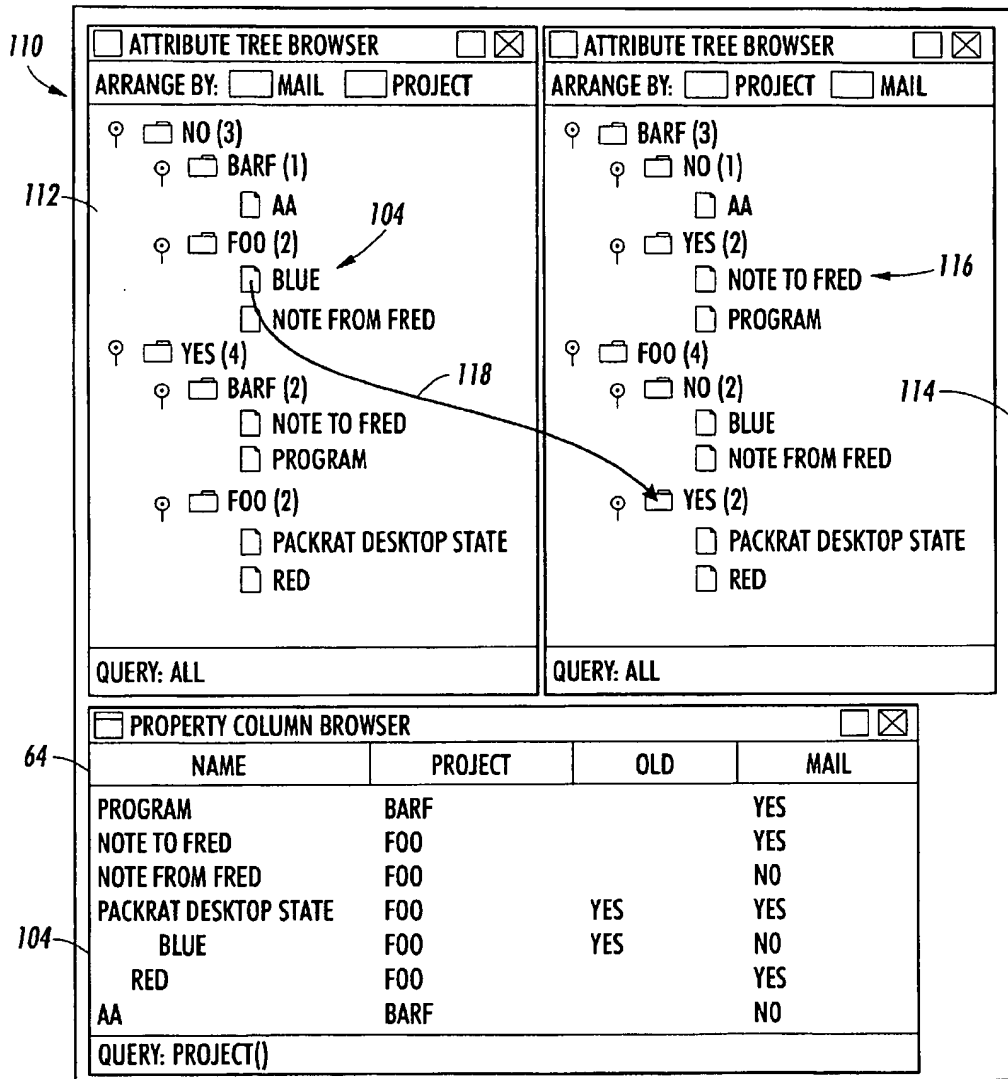 110
ATTRIBUTE TREE BROWSER
ARRANGE BY: MAIL PROJECT
NO (3)
BARF (1)
112
AA
104
FOO (2)
BLUE
NOTE FROM FRED
YES (4)
118
BARF (2)
NOTE TO FRED
PROGRAM
FOO (2)
PACKRAT DESKTOP STATE
RED
QUERY: ALL
ATTRIBUTE TREE BROWSER
ARRANGE BY: PROJECT MAIL
BARF (3)
NO (1)
AA
YES (2)
NOTE TO FRED
116
PROGRAM
FOO (4)
NO (2)
114
BLUE
NOTE FROM FRED
YES (2)
PACKRAT DESKTOP STATE
RED
QUERY: ALL
PROPERTY COLUMN BROWSER
64
NAME PROJECT OLD MAIL
PROGRAM BARF YES
NOTE TO FRED FOO YES
NOTE FROM FRED FOO NO
PACKRAT DESKTOP STATE FOO YES YES
104
BLUE FOO YES NO
RED FOO YES
AA BARF NO
QUERY: PROJECT()